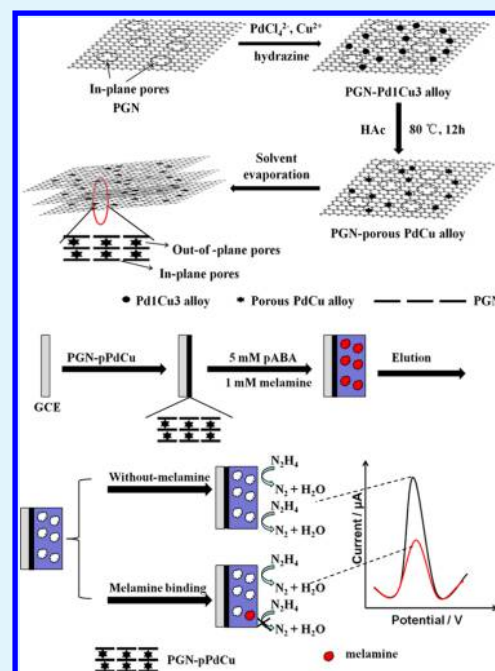 PdCl₄²⁻, Cu²⁺
hydrazine
In-plane pores
PGN
PGN-Pd1Cu3 alloy
HAc
80 ℃, 12h
Solvent
evaporation
PGN-porous PdCu alloy
Out-of -plane pores
In-plane pores
Pd1Cu3 alloy
Porous PdCu alloy
PGN
PGN-pPdCu
5 mM pABA
1 mM melamine
Elution
GCE
Without-melamine
N₂H₄
N₂ + H₂O
N₂H₄
N₂ + H₂O
Melamine binding
N₂H₄
N₂ + H₂O
N₂H₄
N₂ + H₂O
Current / μA
Potential / V
PGN-pPdCu
melamine